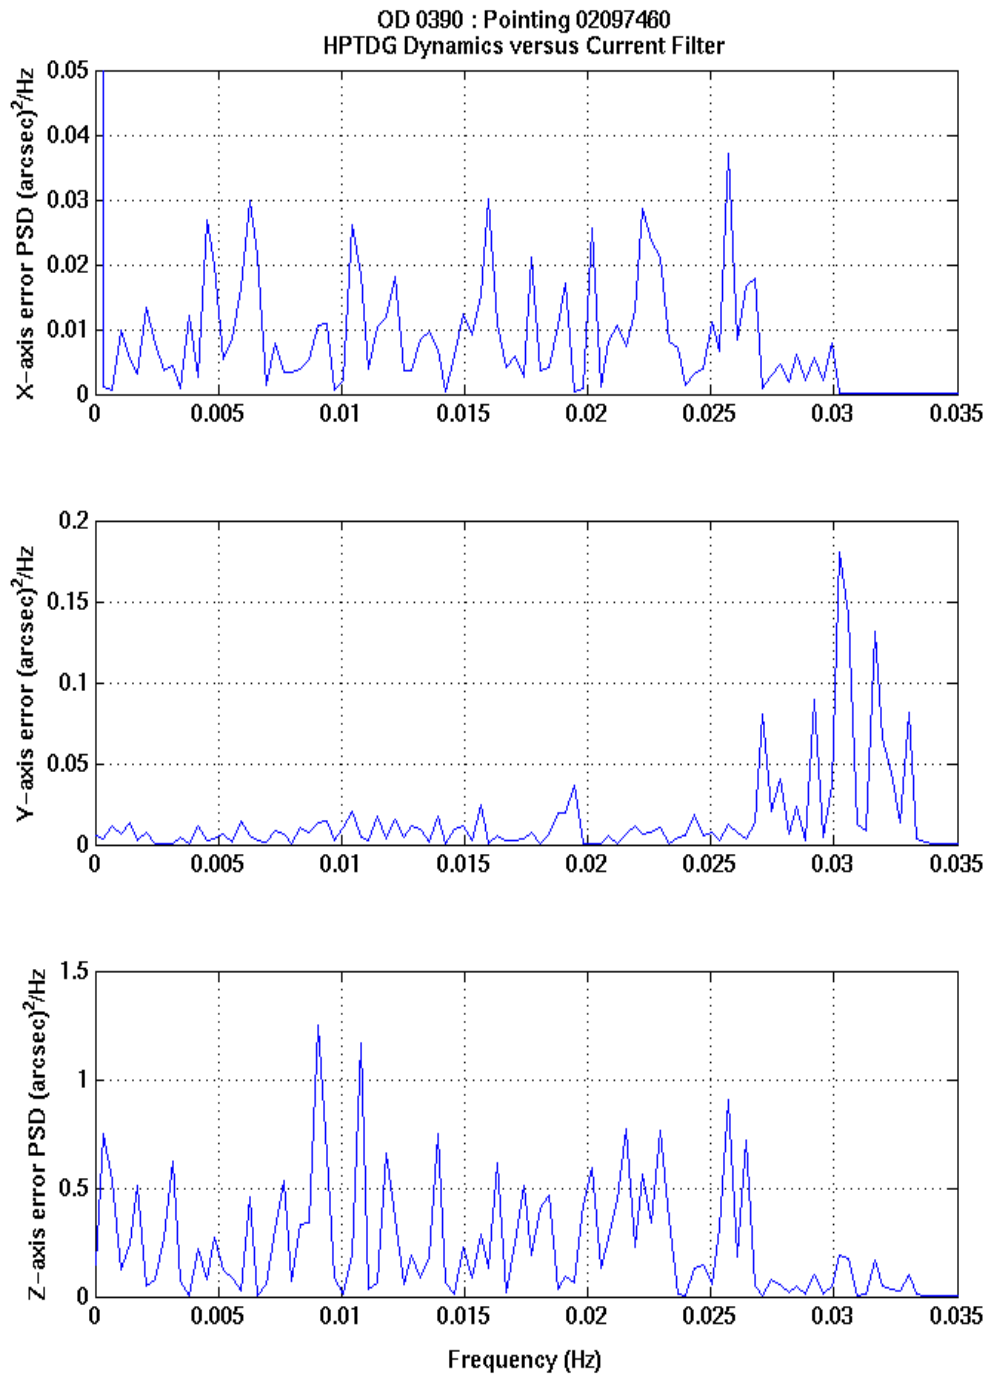 OD 0390 : Pointing 02097460
HPTDG Dynamics versus Current Filter
X-axis error PSD (arcsec)²/Hz
0.05
0.04
0.03
0.02
0.01
0
0 0.005 0.01 0.015 0.02 0.025 0.03 0.035
Y-axis error (arcsec)²/Hz
0.2
0.15
0.1
0.05
0
0 0.005 0.01 0.015 0.02 0.025 0.03 0.035
Z-axis error PSD (arcsec)²/Hz
1.5
1
0.5
0
0 0.005 0.01 0.015 0.02 0.025 0.03 0.035
Frequency (Hz)